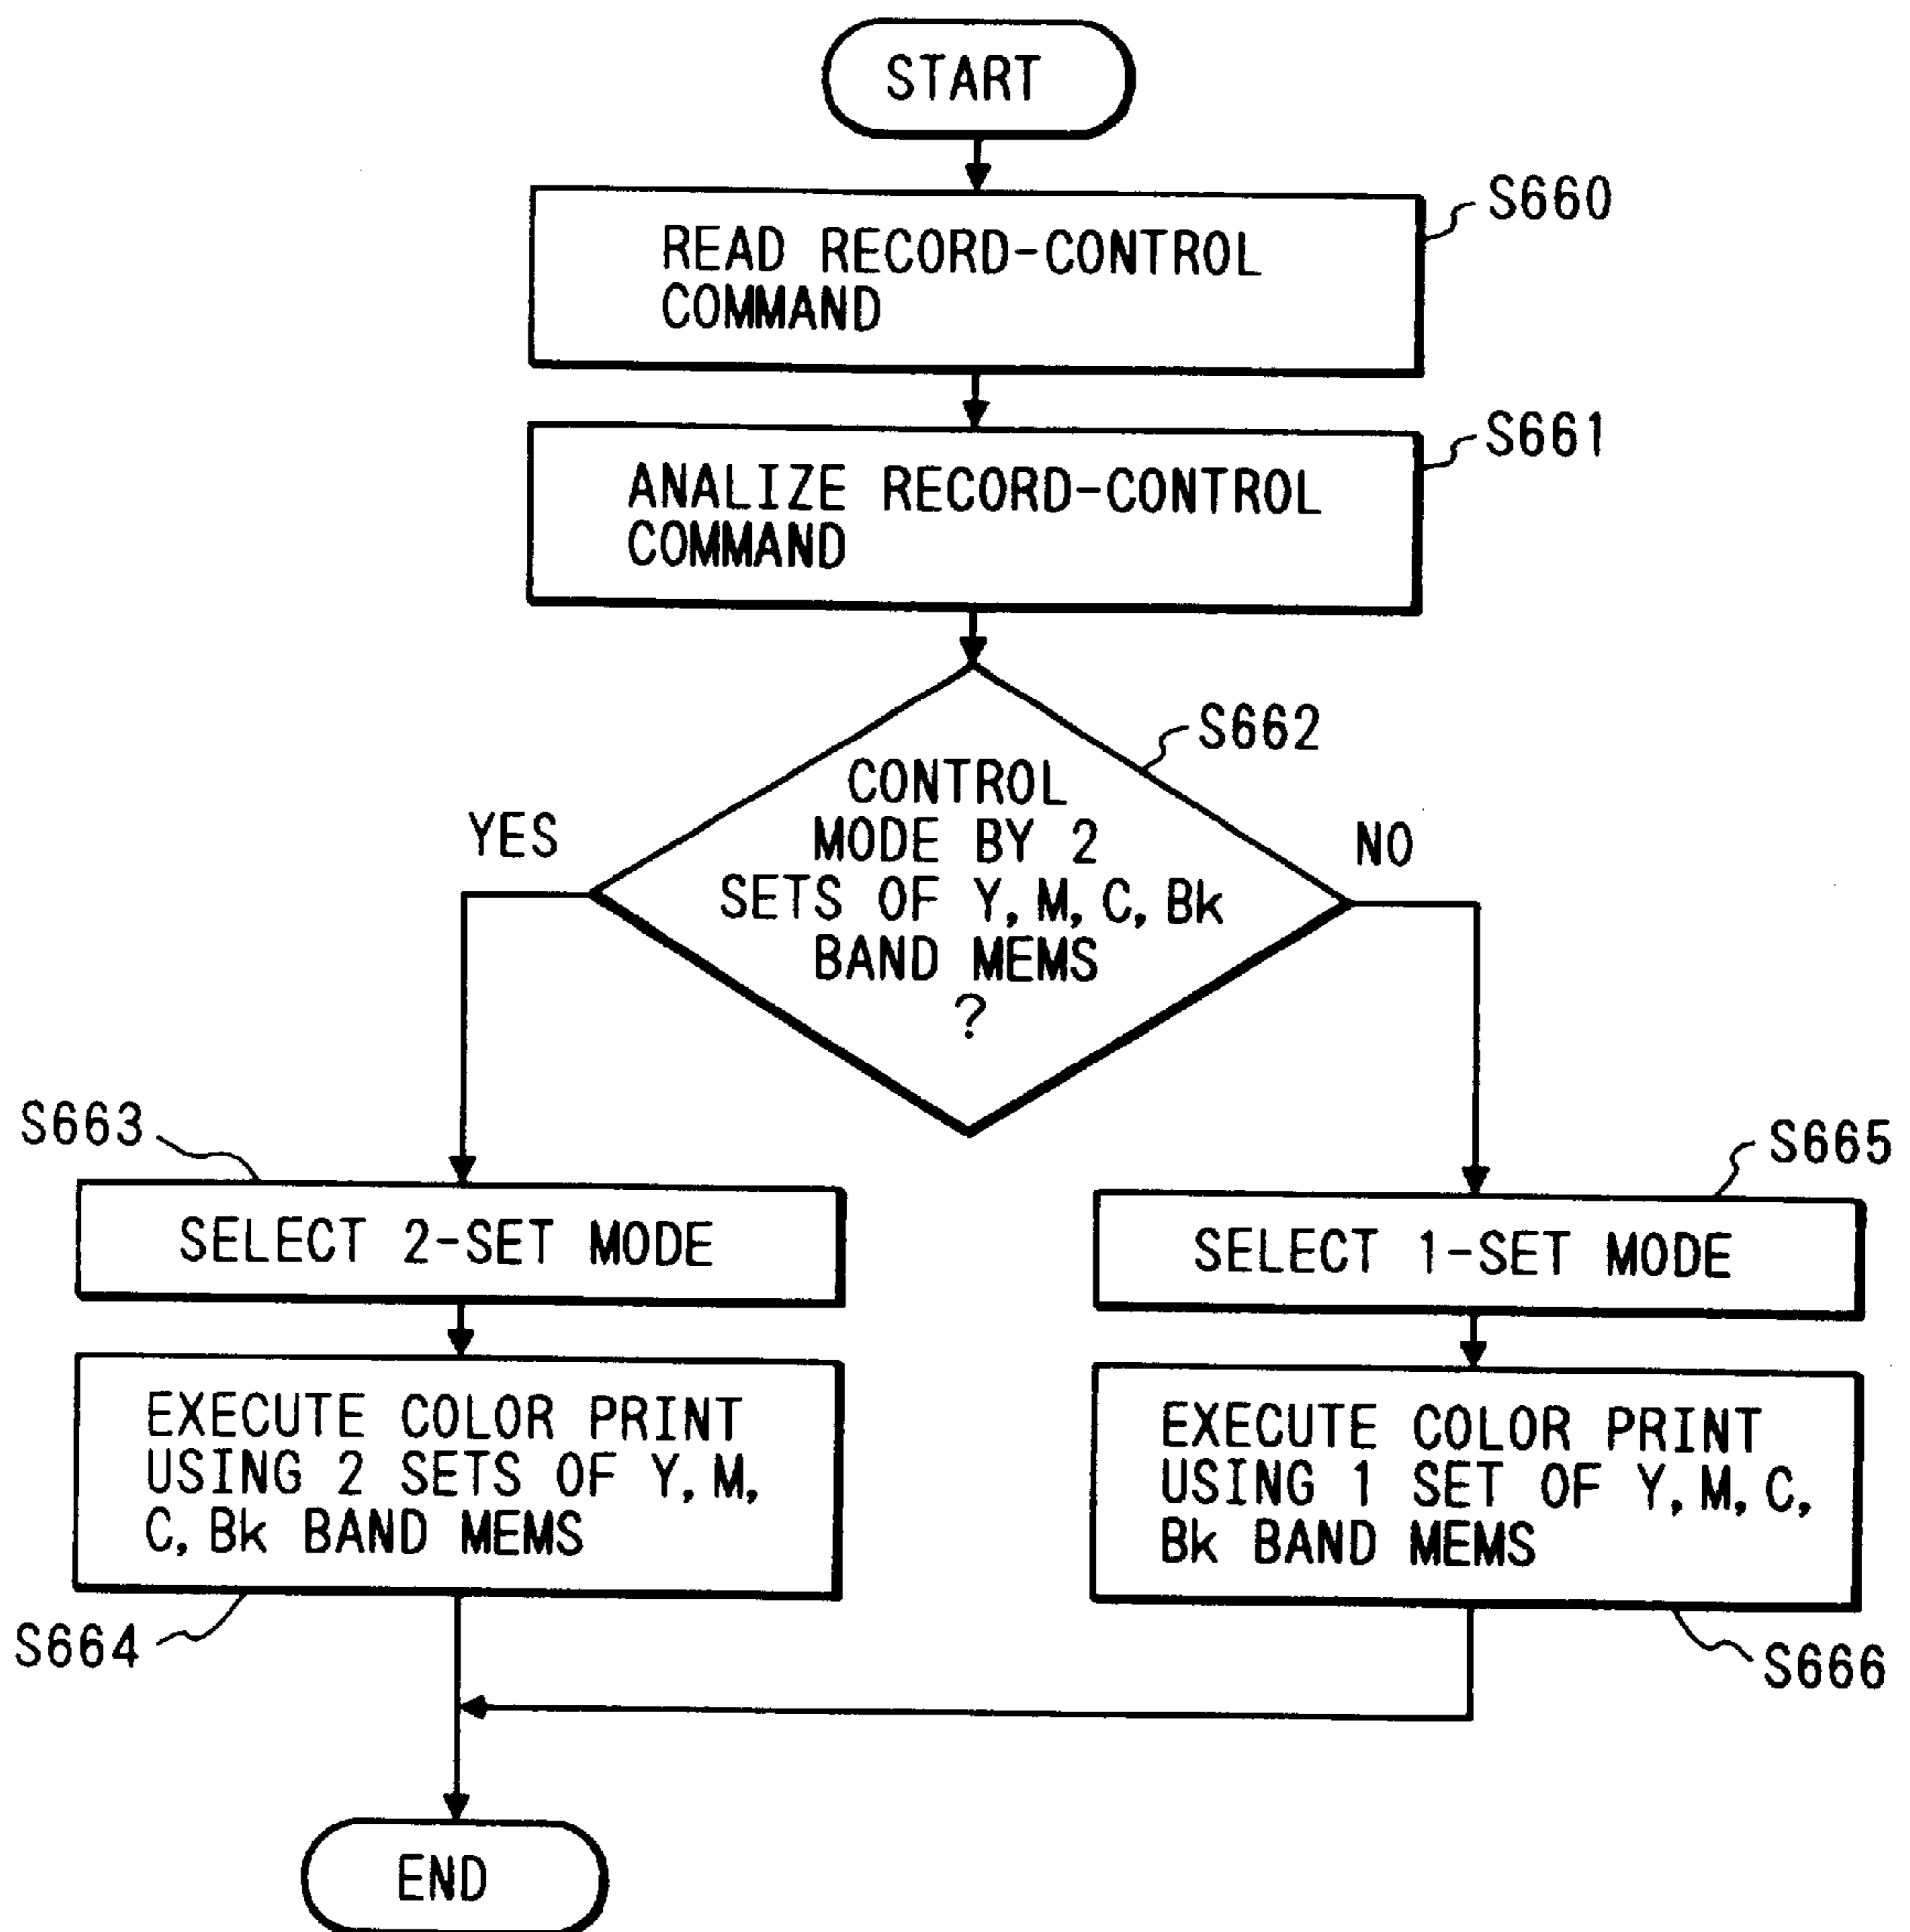 START
S660
READ RECORD-CONTROL
COMMAND
S661
ANALIZE RECORD-CONTROL
COMMAND
S662
CONTROL
MODE BY 2
SETS OF Y, M, C, Bk
BAND MEMS
?
YES
NO
S663
SELECT 2-SET MODE
S665
SELECT 1-SET MODE
EXECUTE COLOR PRINT
USING 2 SETS OF Y, M,
C, Bk BAND MEMS
S664
EXECUTE COLOR PRINT
USING 1 SET OF Y, M, C,
Bk BAND MEMS
S666
END